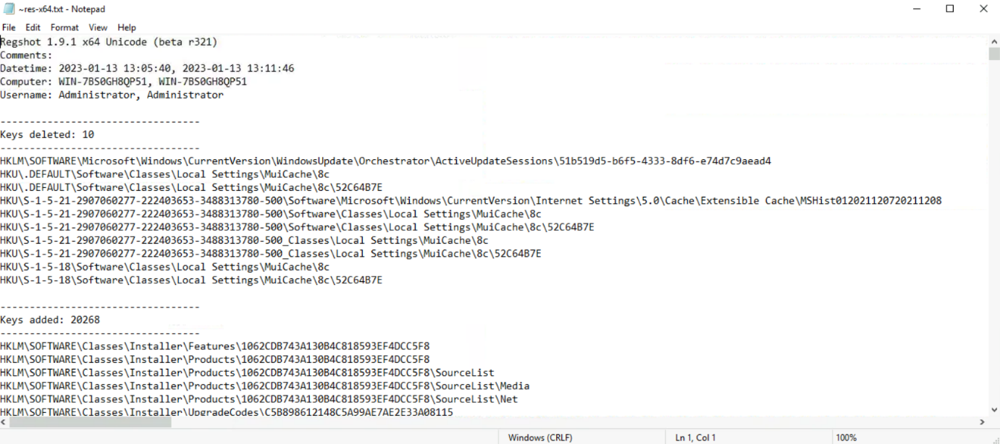 ~res-x64.txt - Notepad
File Edit Format View Help
Regshot 1.9.1 x64 Unicode (beta r321)
Comments:
Datetime: 2023-01-13 13:05:40, 2023-01-13 13:11:46
Computer: WIN-7BS0GH8QP51, WIN-7BS0GH8QP51
Username: Administrator, Administrator
----------------------------------
Keys deleted: 10
----------------------------------
HKLM\SOFTWARE\Microsoft\Windows\CurrentVersion\WindowsUpdate\Orchestrator\ActiveUpdateSessions\51b519d5-b6f5-4333-8df6-e74d7c9aead4
HKU\.DEFAULT\Software\Classes\Local Settings\MuiCache\8c
HKU\.DEFAULT\Software\Classes\Local Settings\MuiCache\8c\52C64B7E
HKU\S-1-5-21-2907060277-222403653-3488313780-500\Software\Microsoft\Windows\CurrentVersion\Internet Settings\5.0\Cache\Extensible Cache\MSHist012021120720211208
HKU\S-1-5-21-2907060277-222403653-3488313780-500\Software\Classes\Local Settings\MuiCache\8c
HKU\S-1-5-21-2907060277-222403653-3488313780-500\Software\Classes\Local Settings\MuiCache\8c\52C64B7E
HKU\S-1-5-21-2907060277-222403653-3488313780-500_Classes\Local Settings\MuiCache\8c
HKU\S-1-5-21-2907060277-222403653-3488313780-500_Classes\Local Settings\MuiCache\8c\52C64B7E
HKU\S-1-5-18\Software\Classes\Local Settings\MuiCache\8c
HKU\S-1-5-18\Software\Classes\Local Settings\MuiCache\8c\52C64B7E
----------------------------------
Keys added: 20268
----------------------------------
HKLM\SOFTWARE\Classes\Installer\Features\1062CDB743A130B4C818593EF4DCC5F8
HKLM\SOFTWARE\Classes\Installer\Products\1062CDB743A130B4C818593EF4DCC5F8
HKLM\SOFTWARE\Classes\Installer\Products\1062CDB743A130B4C818593EF4DCC5F8\SourceList
HKLM\SOFTWARE\Classes\Installer\Products\1062CDB743A130B4C818593EF4DCC5F8\SourceList\Media
HKLM\SOFTWARE\Classes\Installer\Products\1062CDB743A130B4C818593EF4DCC5F8\SourceList\Net
HKLM\SOFTWARE\Classes\Installer\UpgradeCodes\C5B898612148C5A99AE7AE2E33A08115
Windows (CRLF) Ln 1, Col 1 100%